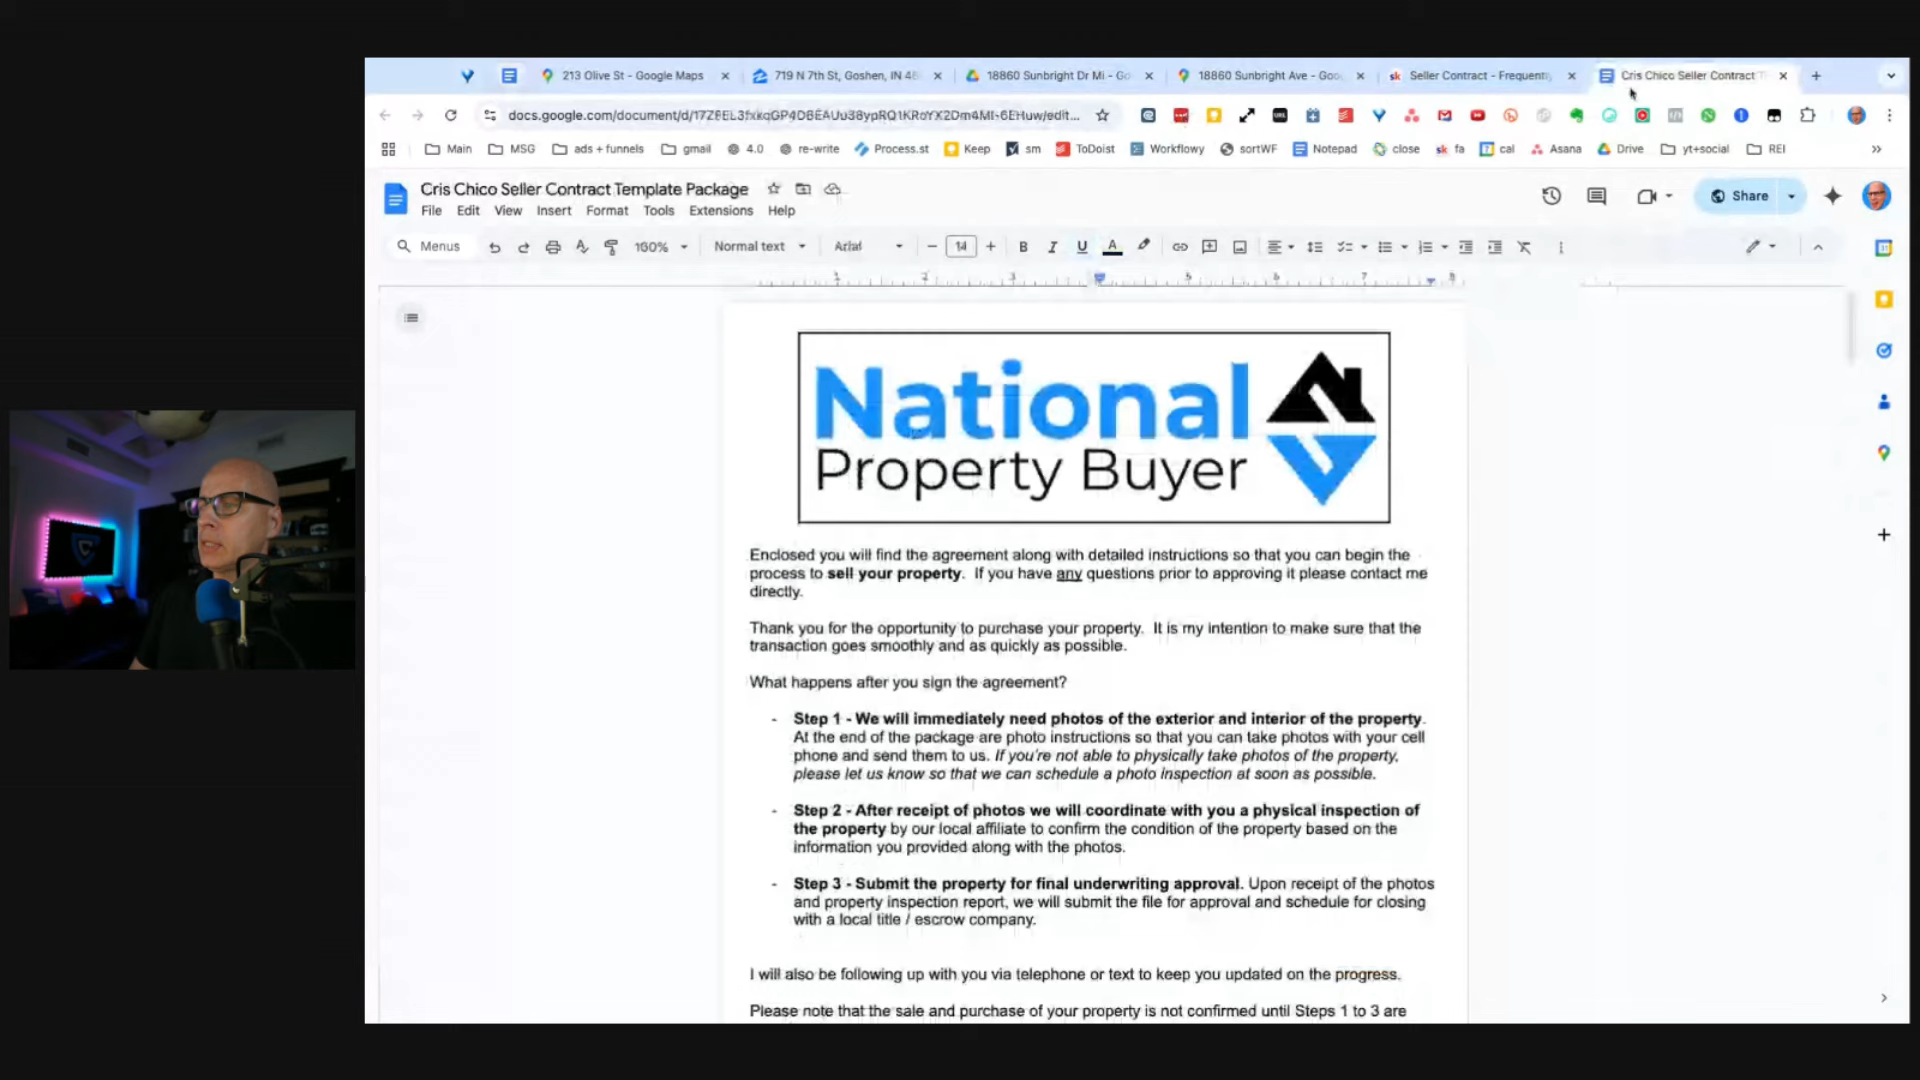 213 Olive St - Google Maps
719 N 7th St, Goshen, IN 46
18860 Sunbright Dr Mi - Go
18860 Sunbright Ave - Goo
sk Seller Contract - Frequently
Cris Chico Seller Contract T
Main
MSG
ads + funnels
gmail
4.0
re-write
Process.st
Keep
sm
ToDoist
Workflowy
sortWF
Notepad
close
sk fa
cal
Asana
Drive
yt+social
REI
Cris Chico Seller Contract Template Package
File Edit View Insert Format Tools Extensions Help
Share
Menus
160%
Normal text
Arial
14
B I U A
1 2 3 5 6 7 8
National
Property Buyer
Enclosed you will find the agreement along with detailed instructions so that you can begin the
process to sell your property. If you have any questions prior to approving it please contact me
directly.
Thank you for the opportunity to purchase your property. It is my intention to make sure that the
transaction goes smoothly and as quickly as possible.
What happens after you sign the agreement?
- Step 1 - We will immediately need photos of the exterior and interior of the property.
At the end of the package are photo instructions so that you can take photos with your cell
phone and send them to us. If you're not able to physically take photos of the property,
please let us know so that we can schedule a photo inspection at soon as possible.
- Step 2 - After receipt of photos we will coordinate with you a physical inspection of
the property by our local affiliate to confirm the condition of the property based on the
information you provided along with the photos.
- Step 3 - Submit the property for final underwriting approval. Upon receipt of the photos
and property inspection report, we will submit the file for approval and schedule for closing
with a local title / escrow company.
I will also be following up with you via telephone or text to keep you updated on the progress.
Please note that the sale and purchase of your property is not confirmed until Steps 1 to 3 are